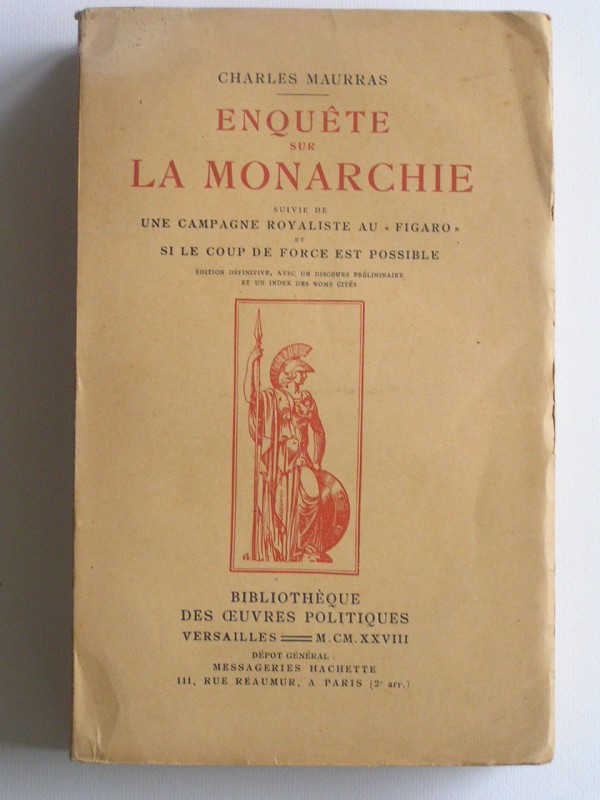 CHARLES MAURRAS
ENQUÊTE
SUR
LA MONARCHIE
SUIVIE DE
UNE CAMPAGNE ROYALISTE AU « FIGARO »
ET
SI LE COUP DE FORCE EST POSSIBLE
ÉDITION DÉFINITIVE, AVEC UN DISCOURS PRÉLIMINAIRE
ET UN INDEX DES NOMS CITÉS
BIBLIOTHÈQUE
DES ŒUVRES POLITIQUES
VERSAILLES — M.CM.XXVIII
DÉPOT GÉNÉRAL :
MESSAGERIES HACHETTE
111, RUE RÉAUMUR, A PARIS (2e arr.)